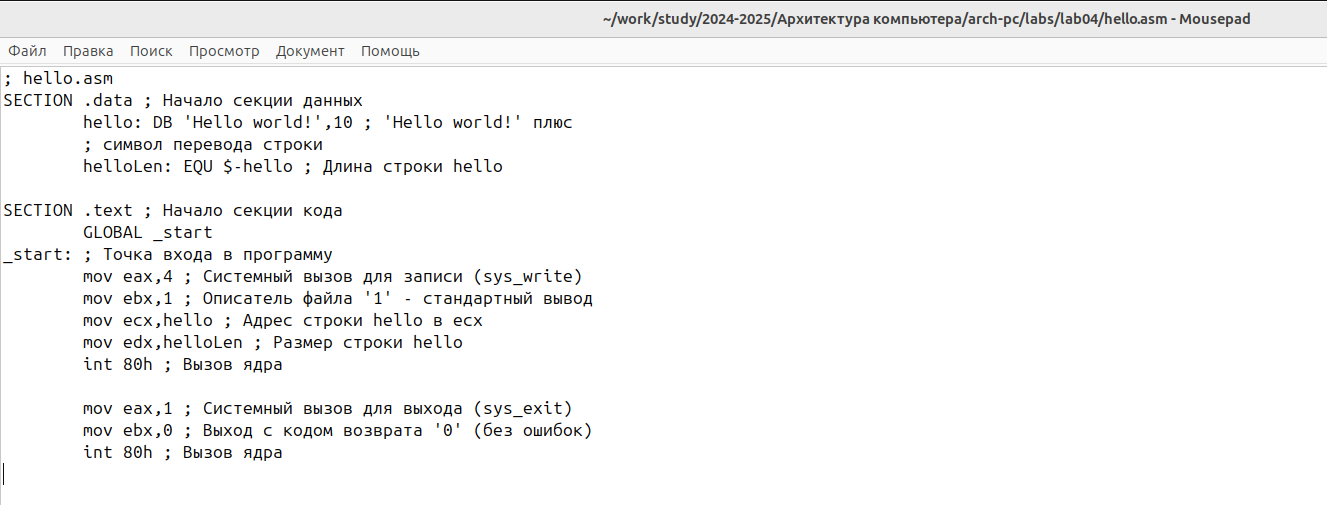 ~/work/study/2024-2025/Архитектура компьютера/arch-pc/labs/lab04/hello.asm - Mousepad
Файл Правка Поиск Просмотр Документ Помощь
; hello.asm
SECTION .data ; Начало секции данных
        hello: DB 'Hello world!',10 ; 'Hello world!' плюс
        ; символ перевода строки
        helloLen: EQU $-hello ; Длина строки hello

SECTION .text ; Начало секции кода
        GLOBAL _start
_start: ; Точка входа в программу
        mov eax,4 ; Системный вызов для записи (sys_write)
        mov ebx,1 ; Описатель файла '1' - стандартный вывод
        mov ecx,hello ; Адрес строки hello в ecx
        mov edx,helloLen ; Размер строки hello
        int 80h ; Вызов ядра

        mov eax,1 ; Системный вызов для выхода (sys_exit)
        mov ebx,0 ; Выход с кодом возврата '0' (без ошибок)
        int 80h ; Вызов ядра